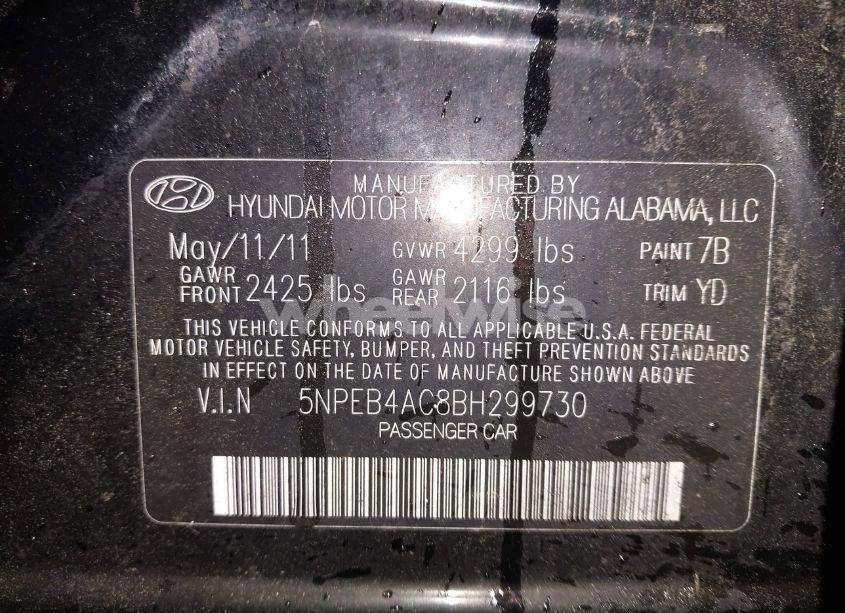 MANUFACTURED BY
HYUNDAI MOTOR MANUFACTURING ALABAMA, LLC
May/11/11 GVWR 4299 lbs PAINT 7B
GAWR FRONT 2425 lbs GAWR REAR 2116 lbs TRIM YD
wheelwise
THIS VEHICLE CONFORMS TO ALL APPLICABLE U.S.A. FEDERAL
MOTOR VEHICLE SAFETY, BUMPER, AND THEFT PREVENTION STANDARDS
IN EFFECT ON THE DATE OF MANUFACTURE SHOWN ABOVE
V.I.N 5NPEB4AC8BH299730
PASSENGER CAR